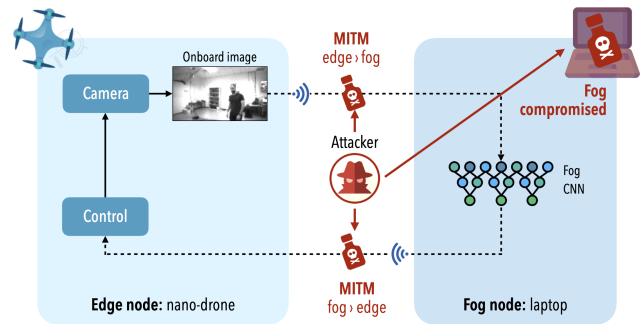 Onboard image
Camera
Control
Edge node: nano-drone
MITM
edge › fog
Attacker
MITM
fog › edge
Fog
compromised
Fog
CNN
Fog node: laptop